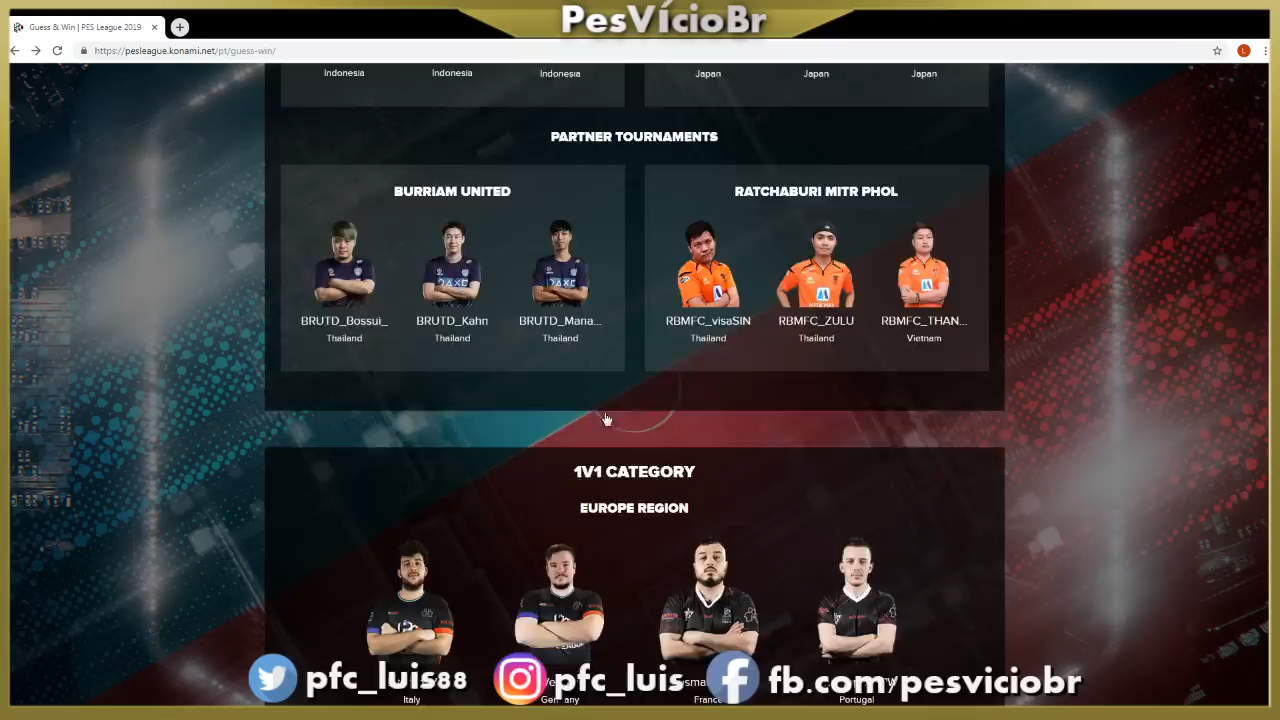 PesVícioBr
Guess & Win | PES League 2019
https://pesleague.konami.net/pt/guess-win/
L
Indonesia Indonesia Indonesia Japan Japan Japan
PARTNER TOURNAMENTS
BURRIAM UNITED
BRUTD_Bossui_ BRUTD_Kahn BRUTD_Mana...
Thailand Thailand Thailand
RATCHABURI MITR PHOL
RBMFC_visaSIN RBMFC_ZULU RBMFC_THAN...
Thailand Thailand Vietnam
1V1 CATEGORY
EUROPE REGION
Italy Germany France Portugal
pfc_luis88 pfc_luis fb.com/pesviciobr